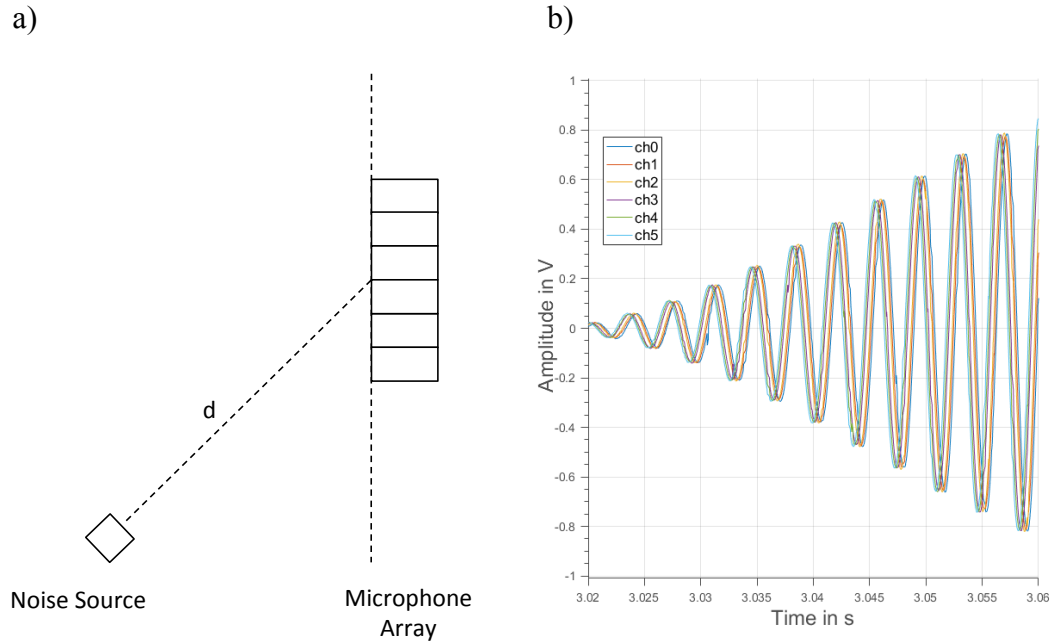 a)
d
Noise Source
Microphone
Array
b)
1
0.8
0.6
0.4
0.2
0
-0.2
-0.4
-0.6
-0.8
-1
Amplitude in V
ch0
ch1
ch2
ch3
ch4
ch5
3.02 3.025 3.03 3.035 3.04 3.045 3.05 3.055 3.06
Time in s